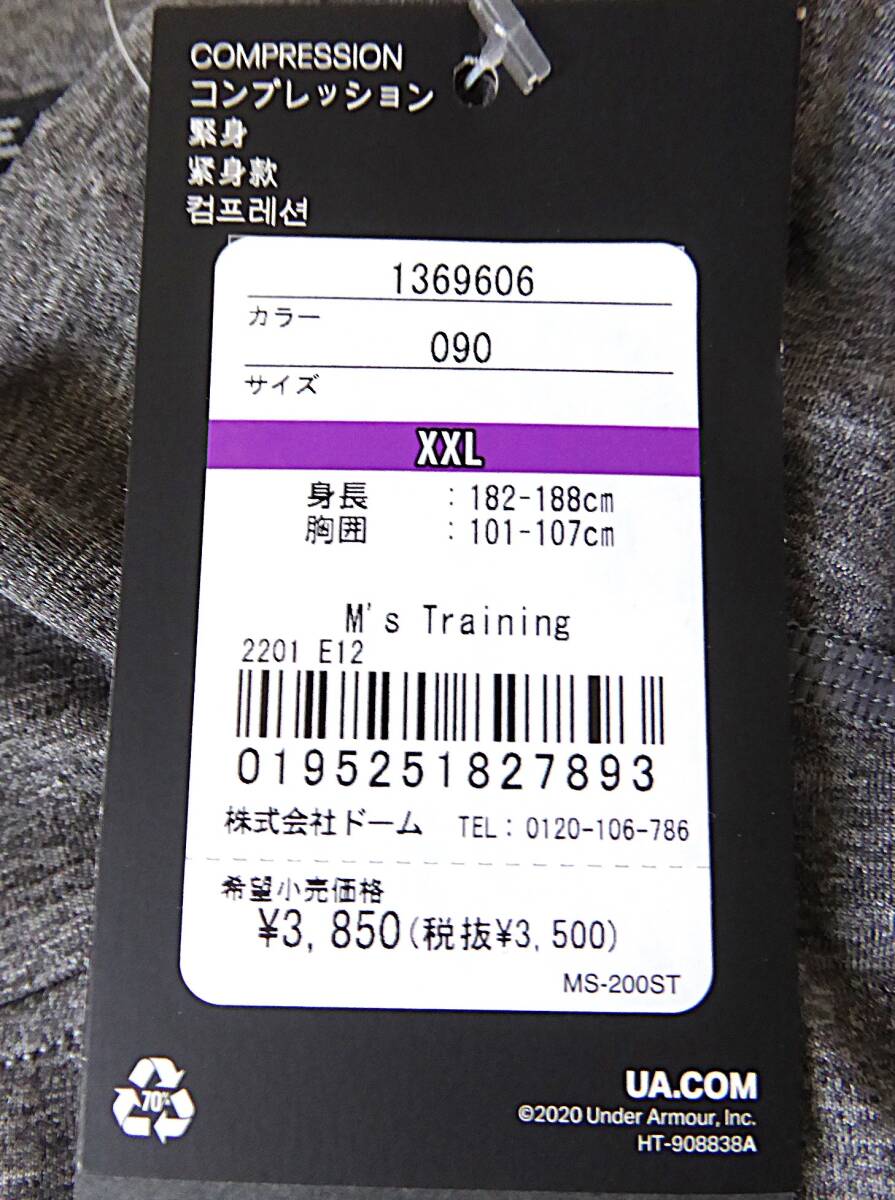 COMPRESSION
コンプレッション
緊身
紧身款
컴프레션
1369606
カラー
090
サイズ
XXL
身長 : 182-188cm
胸囲 : 101-107cm
M's Training
2201 E12
0195251827893
株式会社ドーム TEL: 0120-106-786
希望小売価格
¥3,850(税抜¥3,500)
MS-200ST
70%
UA.COM
©2020 Under Armour, Inc.
HT-908838A
E